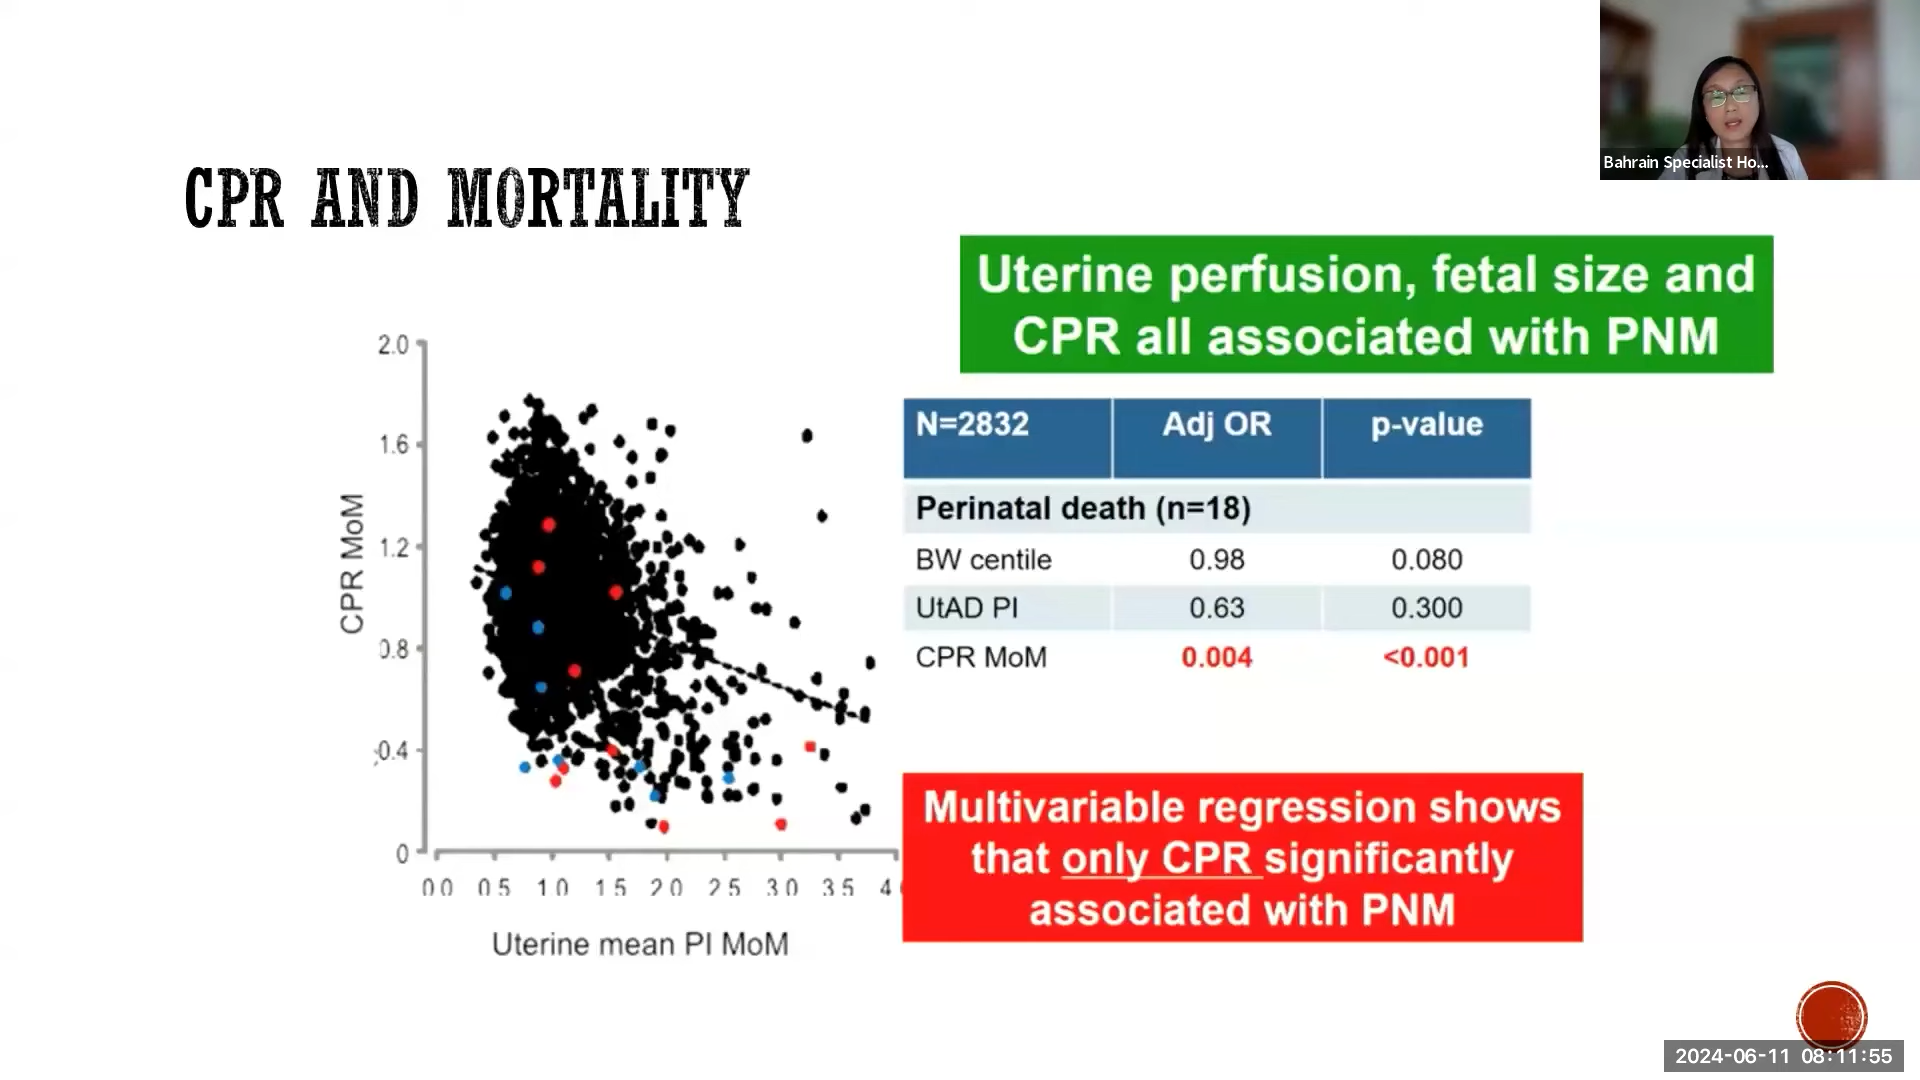 Bahrain Specialist Ho...
CPR AND MORTALITY
Uterine perfusion, fetal size and
CPR all associated with PNM
2.0
1.6
1.2
0.8
0.4
0
CPR MoM
0 0 0 5 1 0 1 5 2 0 2 5 3 0 3 5 4
Uterine mean PI MoM
N=2832 Adj OR p-value
Perinatal death (n=18)
BW centile 0.98 0.080
UtAD PI 0.63 0.300
CPR MoM 0.004 <0.001
Multivariable regression shows
that only CPR significantly
associated with PNM
2024-06-11 08:11:55